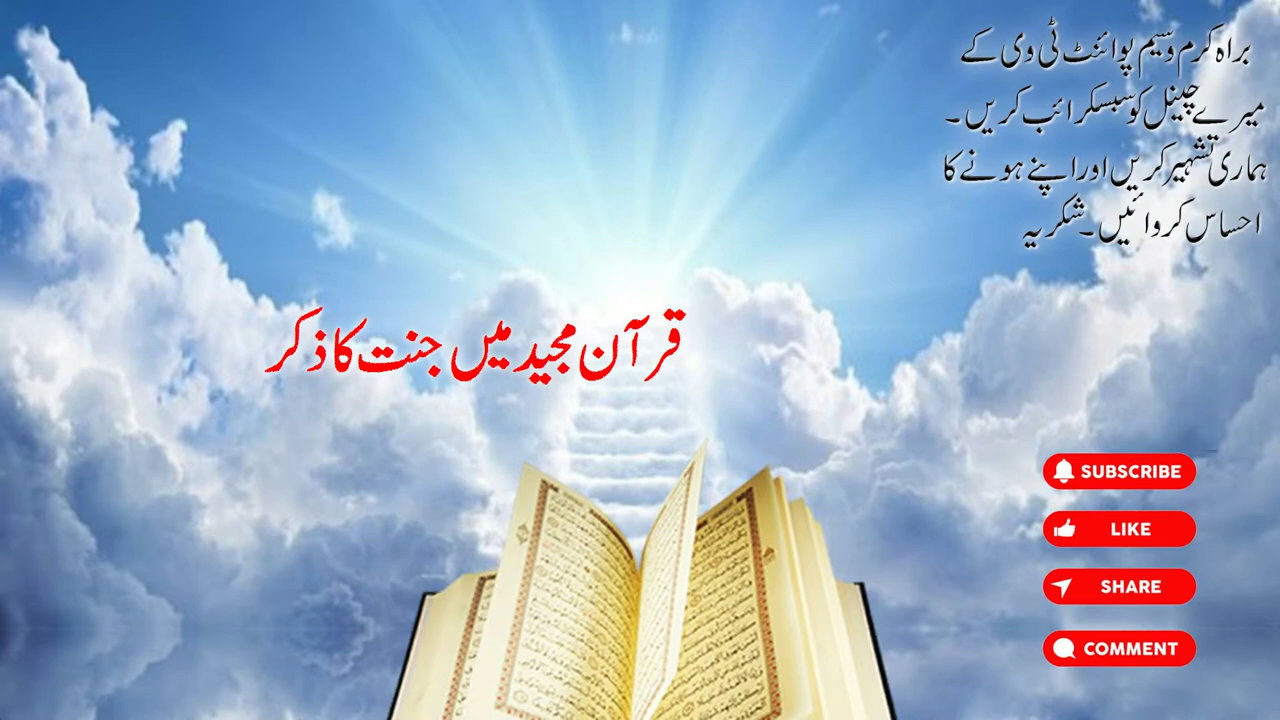 براہ کرم وسیم پوائنٹ ٹی وی کے
میرے چینل کو سبسکرائب کریں۔
ہماری تشہیر کریں اور اپنے ہونے کا
احساس کروائیں۔ شکریہ
قرآن مجید میں جنت کا ذکر
SUBSCRIBE
LIKE
SHARE
COMMENT